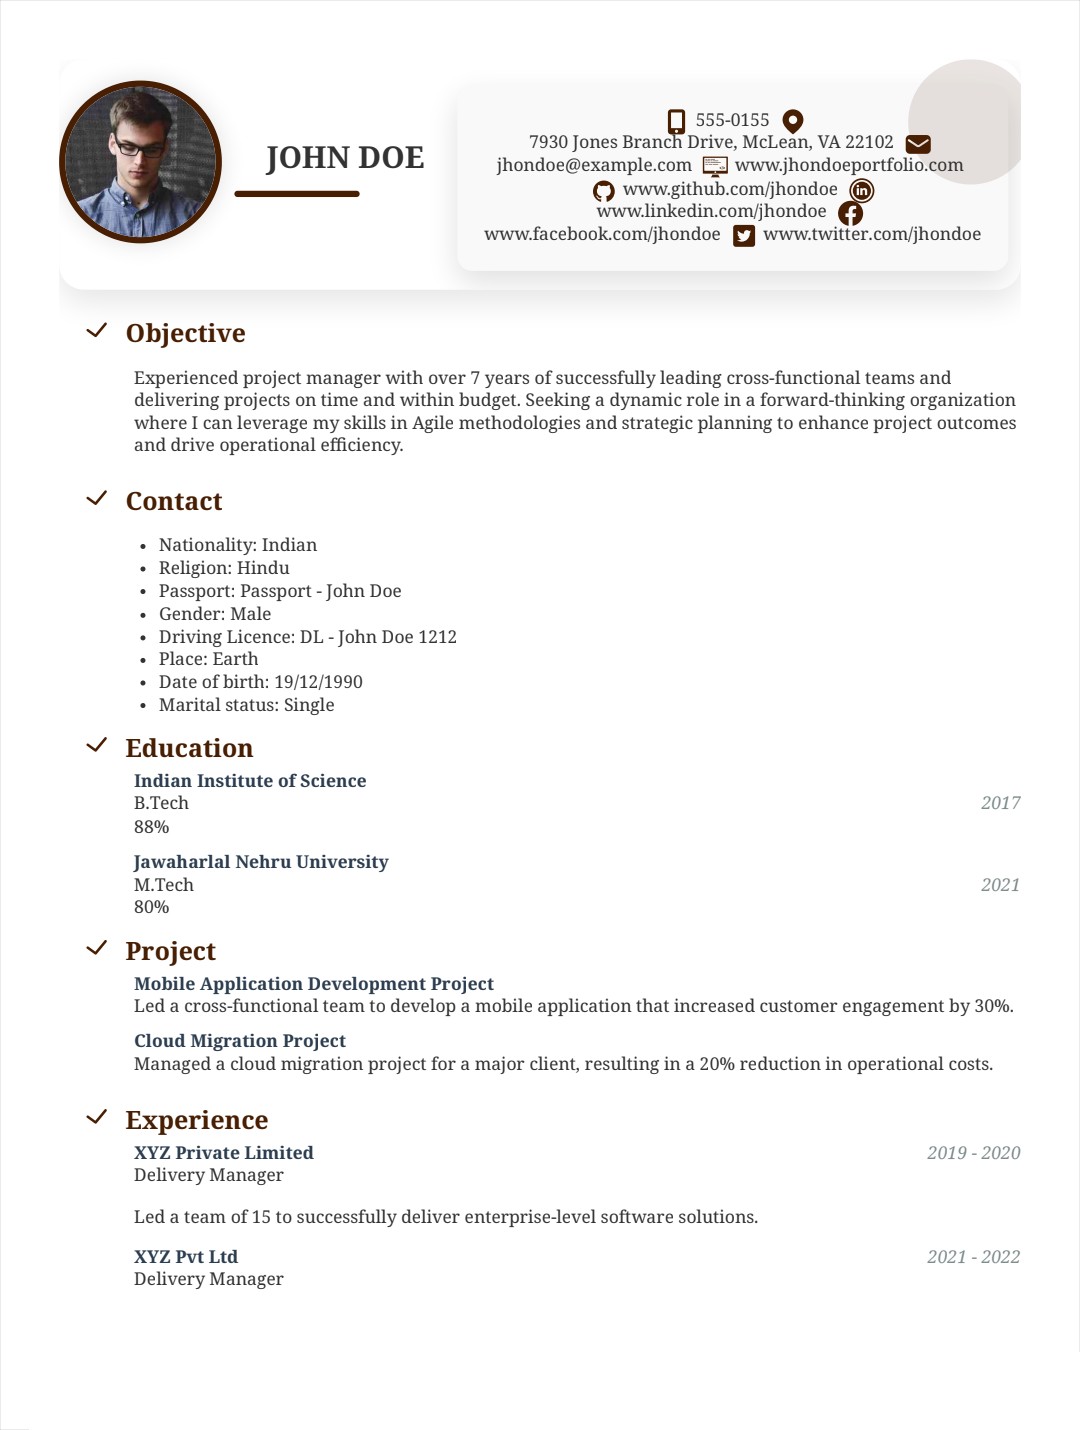 JOHN DOE
555-0155
7930 Jones Branch Drive, McLean, VA 22102
jhondoe@example.com www.jhondoeportfolio.com
www.github.com/jhondoe
www.linkedin.com/jhondoe
www.facebook.com/jhondoe www.twitter.com/jhondoe
Objective
Experienced project manager with over 7 years of successfully leading cross-functional teams and
delivering projects on time and within budget. Seeking a dynamic role in a forward-thinking organization
where I can leverage my skills in Agile methodologies and strategic planning to enhance project outcomes
and drive operational efficiency.
Contact
• Nationality: Indian
• Religion: Hindu
• Passport: Passport - John Doe
• Gender: Male
• Driving Licence: DL - John Doe 1212
• Place: Earth
• Date of birth: 19/12/1990
• Marital status: Single
Education
Indian Institute of Science
B.Tech 2017
88%
Jawaharlal Nehru University
M.Tech 2021
80%
Project
Mobile Application Development Project
Led a cross-functional team to develop a mobile application that increased customer engagement by 30%.
Cloud Migration Project
Managed a cloud migration project for a major client, resulting in a 20% reduction in operational costs.
Experience
XYZ Private Limited 2019 - 2020
Delivery Manager
Led a team of 15 to successfully deliver enterprise-level software solutions.
XYZ Pvt Ltd 2021 - 2022
Delivery Manager